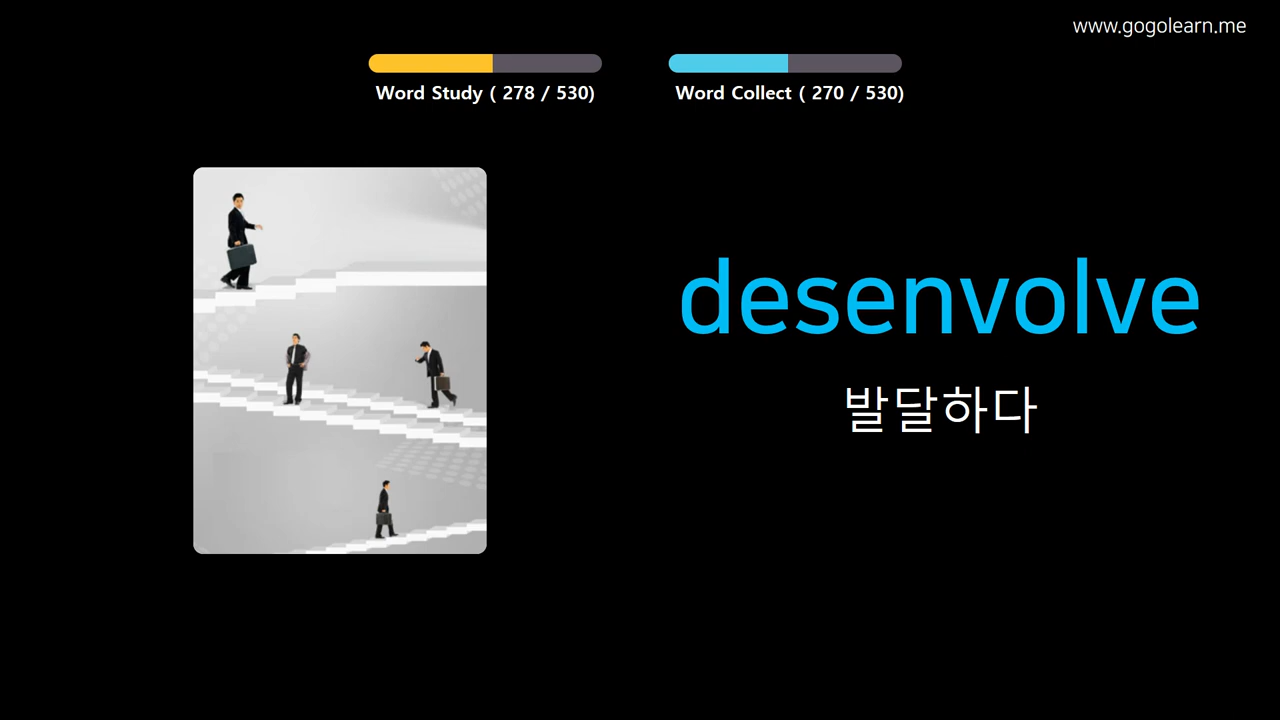 www.gogolearn.me
Word Study ( 278 / 530)
Word Collect ( 270 / 530)
desenvolve
발달하다